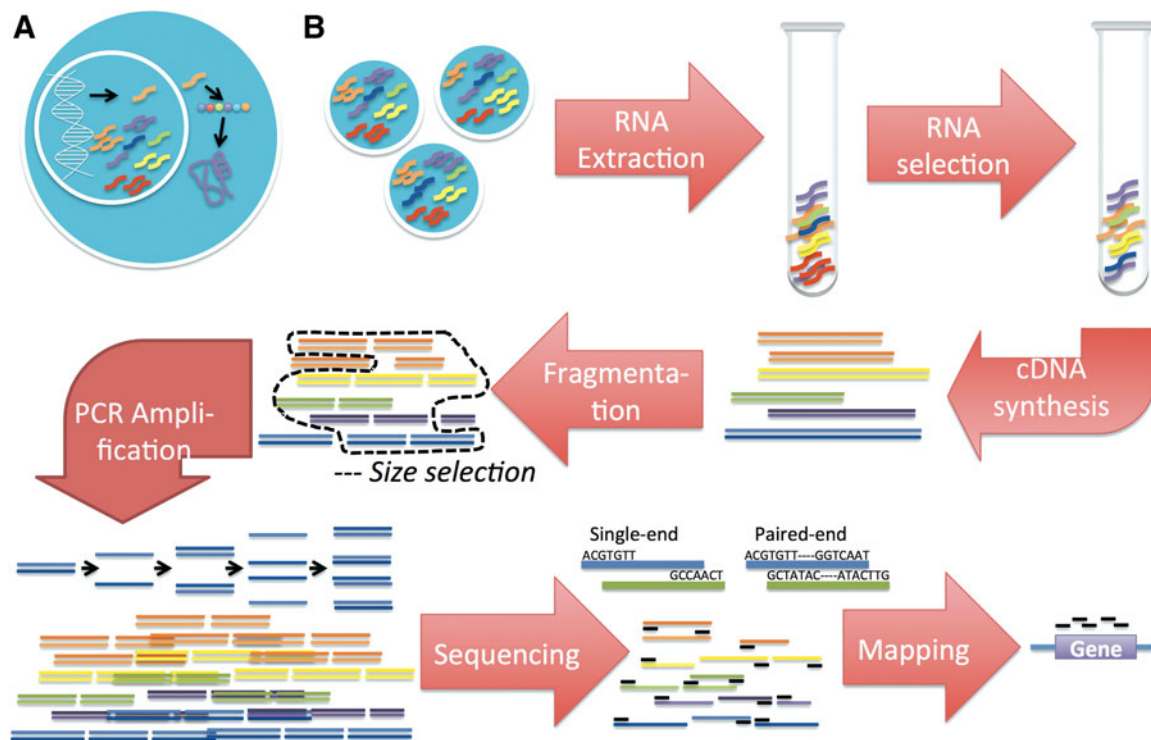 A
B
RNA
Extraction
RNA
selection
cDNA
synthesis
Fragmenta-
tion
--- Size selection
PCR Ampli-
fication
Single-end
ACGTGTT
GCCAACT
Paired-end
ACGTGTT----GGTCAAT
GCTATAC----ATACTTG
Sequencing
Mapping
Gene